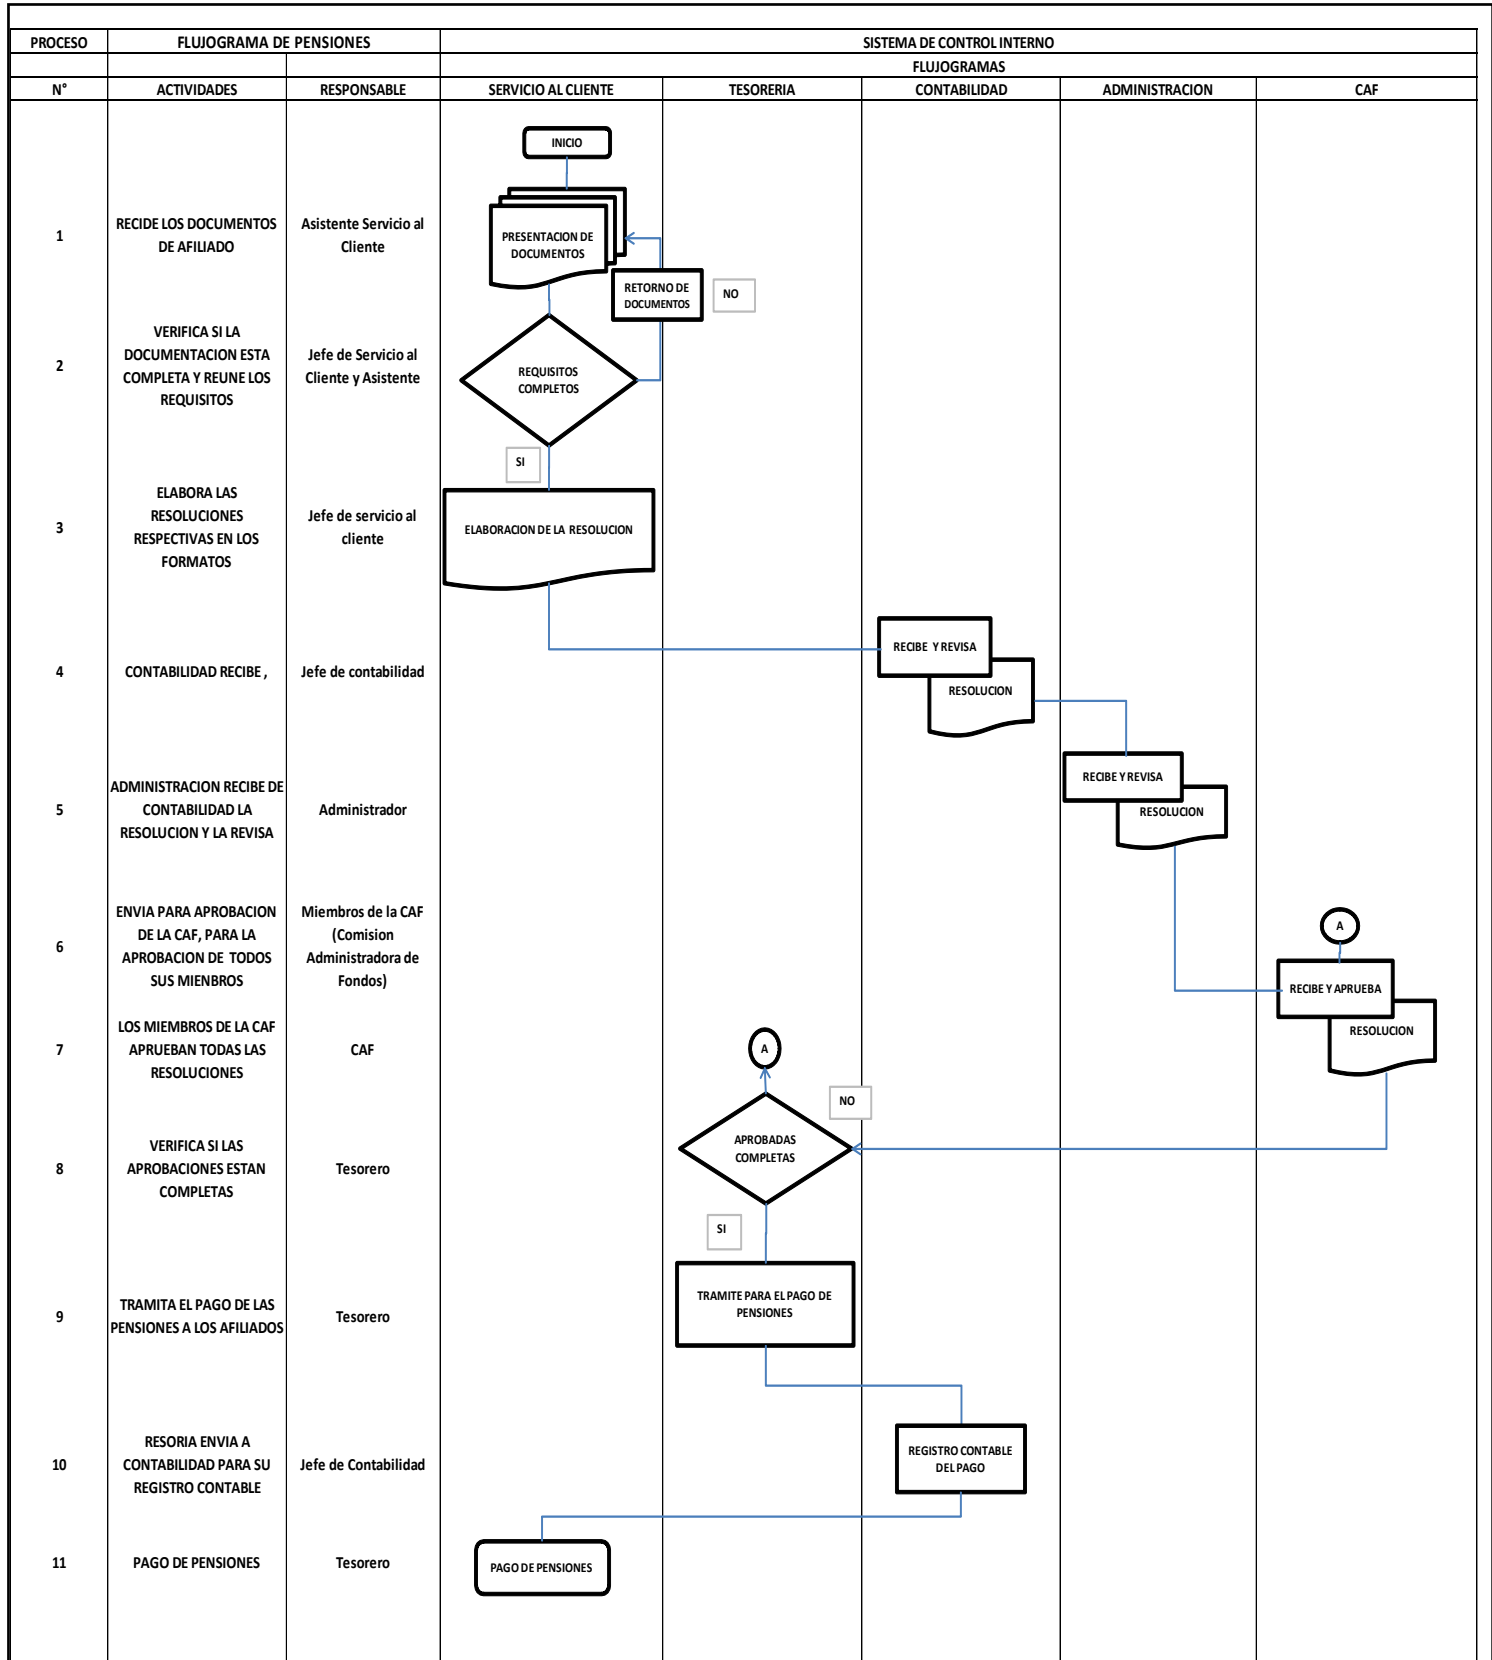 PROCESO FLUJOGRAMA DE PENSIONES SISTEMA DE CONTROL INTERNO
FLUJOGRAMAS
N° ACTIVIDADES RESPONSABLE SERVICIO AL CLIENTE TESORERIA CONTABILIDAD ADMINISTRACION CAF
INICIO
1
RECIDE LOS DOCUMENTOS
DE AFILIADO
Asistente Servicio al
Cliente
PRESENTACION DE
DOCUMENTOS
RETORNO DE
DOCUMENTOS
NO
2
VERIFICA SI LA
DOCUMENTACION ESTA
COMPLETA Y REUNE LOS
REQUISITOS
Jefe de Servicio al
Cliente y Asistente
REQUISITOS
COMPLETOS
SI
3
ELABORA LAS
RESOLUCIONES
RESPECTIVAS EN LOS
FORMATOS
Jefe de servicio al
cliente
ELABORACION DE LA RESOLUCION
4
CONTABILIDAD RECIBE ,
Jefe de contabilidad
RECIBE Y REVISA
RESOLUCION
5
ADMINISTRACION RECIBE DE
CONTABILIDAD LA
RESOLUCION Y LA REVISA
Administrador
RECIBE Y REVISA
RESOLUCION
6
ENVIA PARA APROBACION
DE LA CAF, PARA LA
APROBACION DE TODOS
SUS MIENBROS
Miembros de la CAF
(Comision
Administradora de
Fondos)
A
RECIBE Y APRUEBA
RESOLUCION
7
LOS MIEMBROS DE LA CAF
APRUEBAN TODAS LAS
RESOLUCIONES
CAF
A
NO
8
VERIFICA SI LAS
APROBACIONES ESTAN
COMPLETAS
Tesorero
APROBADAS
COMPLETAS
SI
9
TRAMITA EL PAGO DE LAS
PENSIONES A LOS AFILIADOS
Tesorero
TRAMITE PARA EL PAGO DE
PENSIONES
10
RESORIA ENVIA A
CONTABILIDAD PARA SU
REGISTRO CONTABLE
Jefe de Contabilidad
REGISTRO CONTABLE
DEL PAGO
11
PAGO DE PENSIONES
Tesorero
PAGO DE PENSIONES